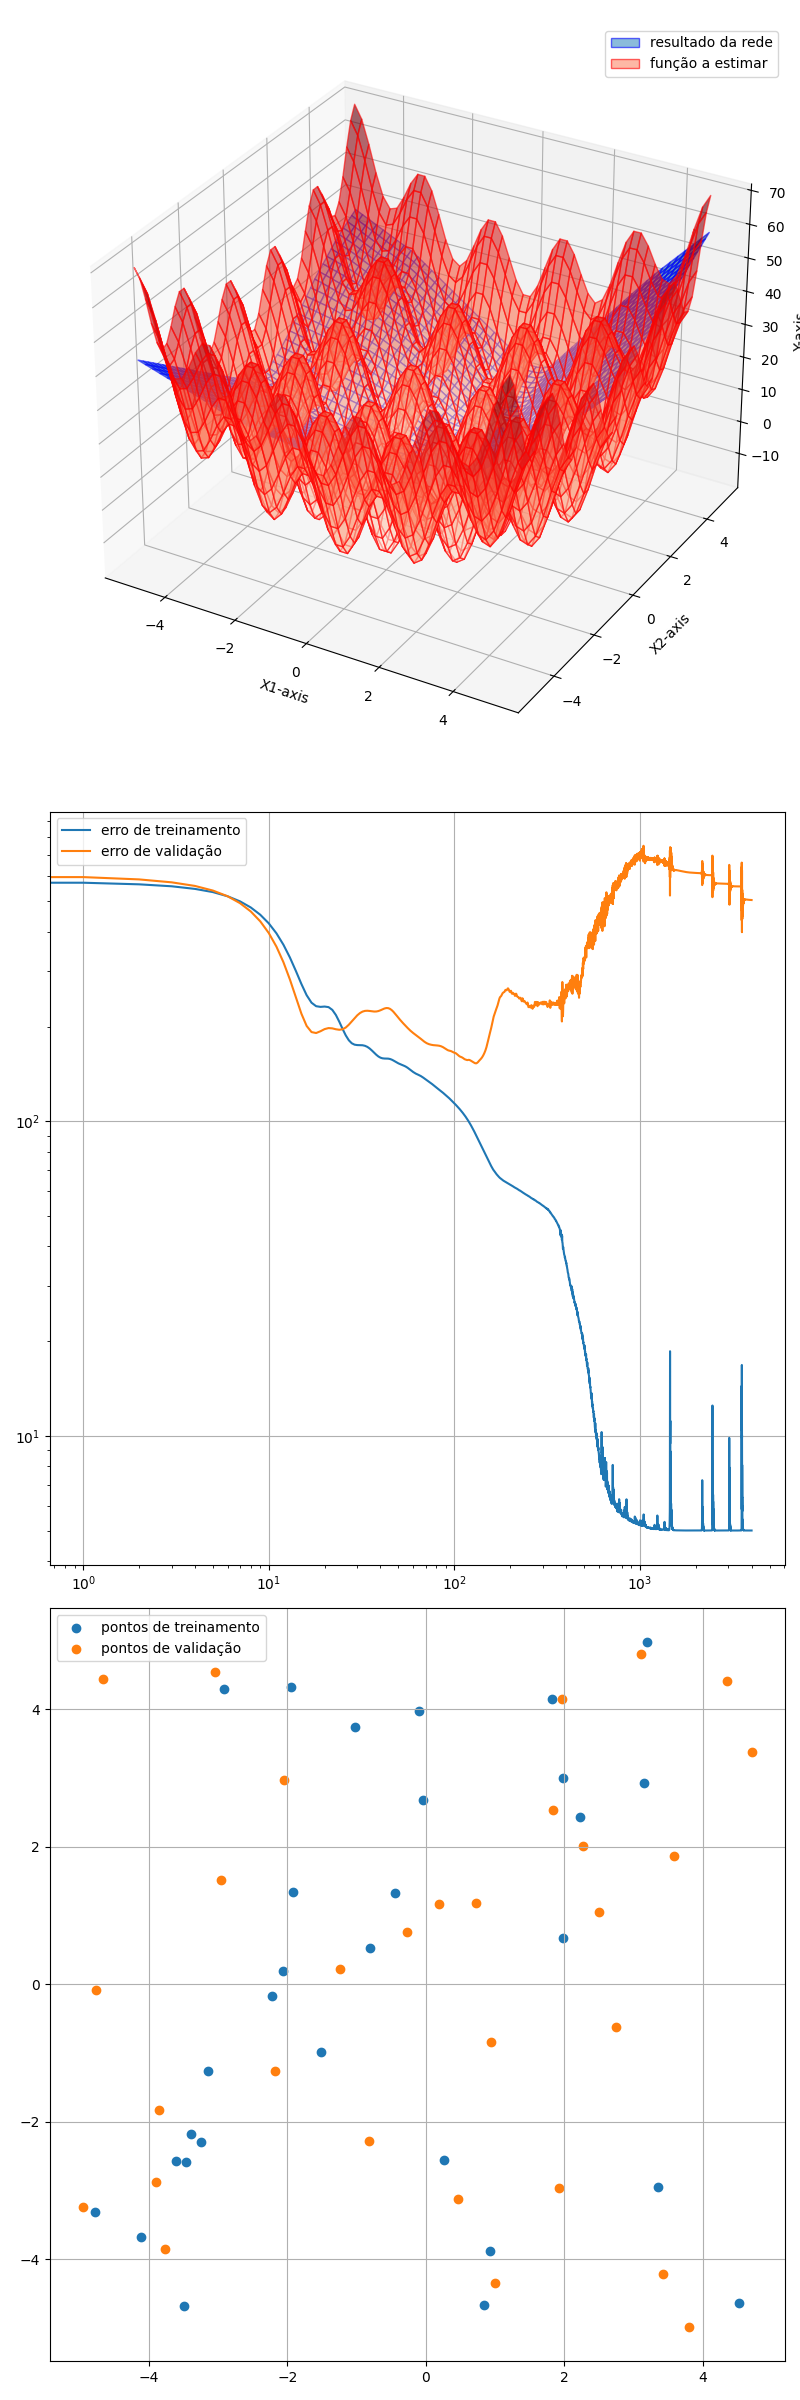 resultado da rede
função a estimar
70
60
50
40
30
20
10
0
−10
Y-axis
−4
−2
0
2
4
X1-axis
−4
−2
0
2
4
X2-axis
erro de treinamento
erro de validação
10²
10¹
10⁰ 10¹ 10² 10³
pontos de treinamento
pontos de validação
4
2
0
−2
−4
−4 −2 0 2 4